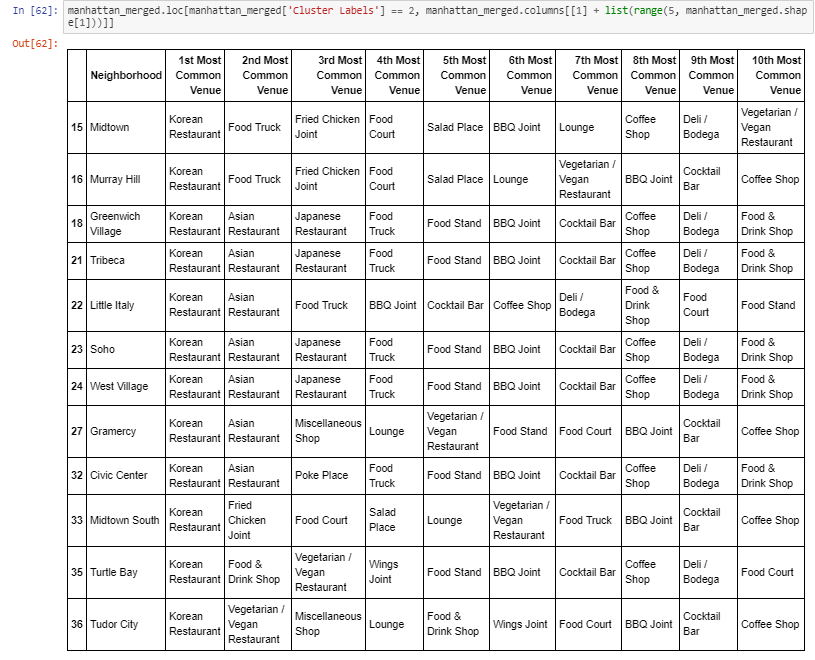 In [62]: manhattan_merged.loc[manhattan_merged['Cluster Labels'] == 2, manhattan_merged.columns[[1] + list(range(5, manhattan_merged.shap
e[1]))]]
Out[62]:
Neighborhood 1st Most Common Venue 2nd Most Common Venue 3rd Most Common Venue 4th Most Common Venue 5th Most Common Venue 6th Most Common Venue 7th Most Common Venue 8th Most Common Venue 9th Most Common Venue 10th Most Common Venue
15 Midtown Korean Restaurant Food Truck Fried Chicken Joint Food Court Salad Place BBQ Joint Lounge Coffee Shop Deli / Bodega Vegetarian / Vegan Restaurant
16 Murray Hill Korean Restaurant Food Truck Fried Chicken Joint Food Court Salad Place Lounge Vegetarian / Vegan Restaurant BBQ Joint Cocktail Bar Coffee Shop
18 Greenwich Village Korean Restaurant Asian Restaurant Japanese Restaurant Food Truck Food Stand BBQ Joint Cocktail Bar Coffee Shop Deli / Bodega Food & Drink Shop
21 Tribeca Korean Restaurant Asian Restaurant Japanese Restaurant Food Truck Food Stand BBQ Joint Cocktail Bar Coffee Shop Deli / Bodega Food & Drink Shop
22 Little Italy Korean Restaurant Asian Restaurant Food Truck BBQ Joint Cocktail Bar Coffee Shop Deli / Bodega Food & Drink Shop Food Court Food Stand
23 Soho Korean Restaurant Asian Restaurant Japanese Restaurant Food Truck Food Stand BBQ Joint Cocktail Bar Coffee Shop Deli / Bodega Food & Drink Shop
24 West Village Korean Restaurant Asian Restaurant Japanese Restaurant Food Truck Food Stand BBQ Joint Cocktail Bar Coffee Shop Deli / Bodega Food & Drink Shop
27 Gramercy Korean Restaurant Asian Restaurant Miscellaneous Shop Lounge Vegetarian / Vegan Restaurant Food Stand Food Court BBQ Joint Cocktail Bar Coffee Shop
32 Civic Center Korean Restaurant Asian Restaurant Poke Place Food Truck Food Stand BBQ Joint Cocktail Bar Coffee Shop Deli / Bodega Food & Drink Shop
33 Midtown South Korean Restaurant Fried Chicken Joint Food Court Salad Place Lounge Vegetarian / Vegan Restaurant Food Truck BBQ Joint Cocktail Bar Coffee Shop
35 Turtle Bay Korean Restaurant Food & Drink Shop Vegetarian / Vegan Restaurant Wings Joint Food Stand BBQ Joint Cocktail Bar Coffee Shop Deli / Bodega Food Court
36 Tudor City Korean Restaurant Vegetarian / Vegan Restaurant Miscellaneous Shop Lounge Food & Drink Shop Wings Joint Food Court BBQ Joint Cocktail Bar Coffee Shop